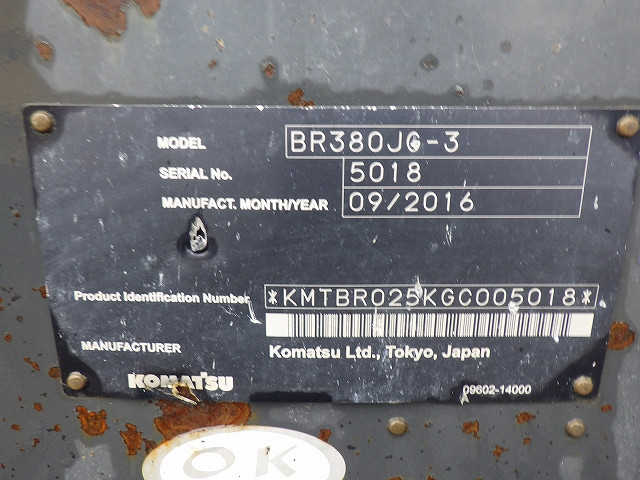 MODEL BR380JG-3
SERIAL No. 5018
MANUFACT. MONTH/YEAR 09/2016
Product Identification Number *KMTBR025KGC005018*
MANUFACTURER Komatsu Ltd., Tokyo, Japan
KOMATSU 09602-14000
OK